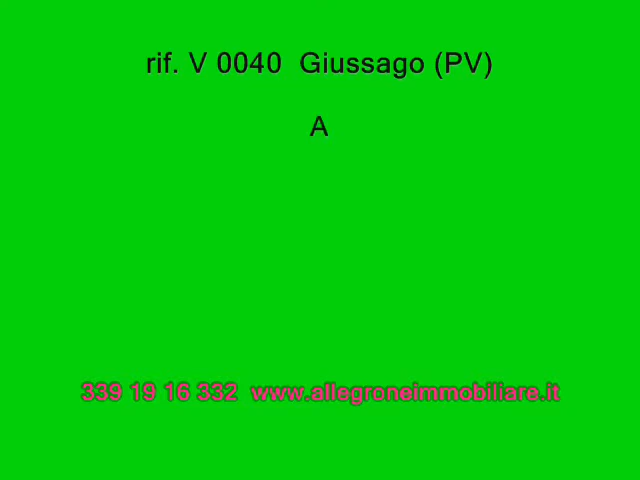 rif. V 0040  Giussago (PV)
A
339 19 16 332  www.allegroneimmobiliare.it